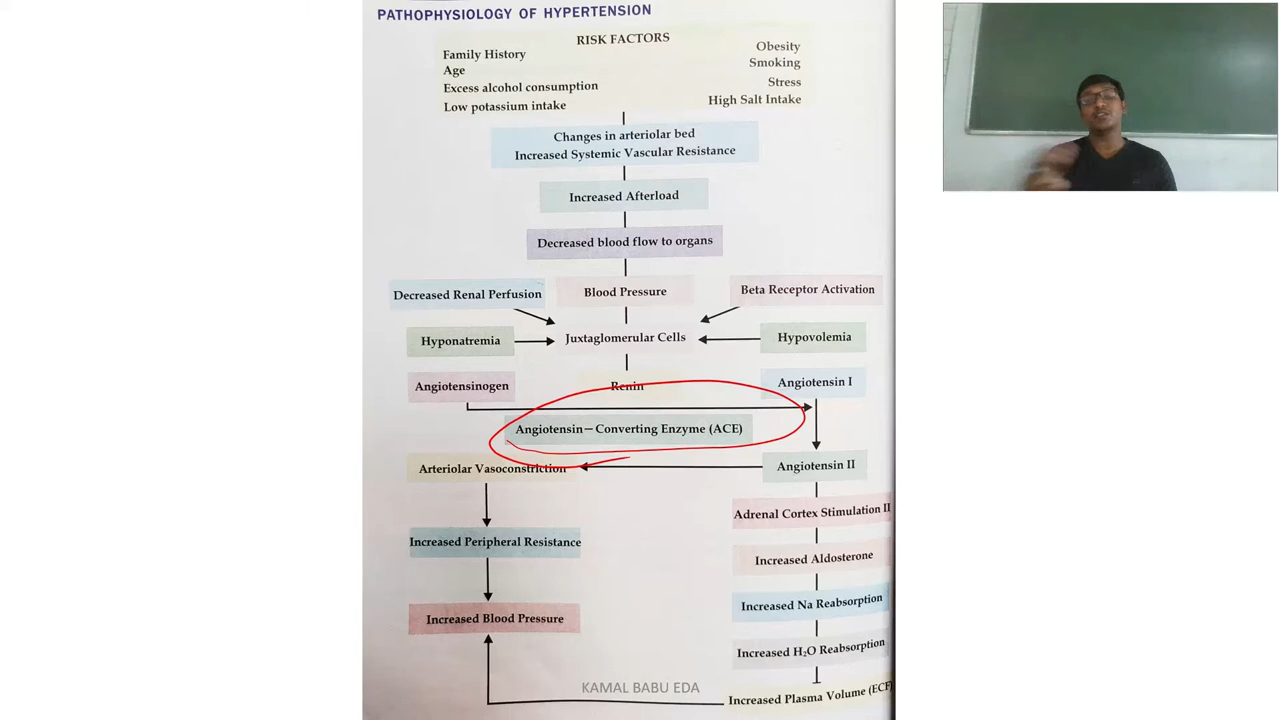 PATHOPHYSIOLOGY OF HYPERTENSION
RISK FACTORS
Family History
Age
Excess alcohol consumption
Low potassium intake
Obesity
Smoking
Stress
High Salt Intake
Changes in arteriolar bed
Increased Systemic Vascular Resistance
Increased Afterload
Decreased blood flow to organs
Decreased Renal Perfusion
Blood Pressure
Beta Receptor Activation
Hyponatremia
Juxtaglomerular Cells
Hypovolemia
Angiotensinogen
Renin
Angiotensin I
Angiotensin— Converting Enzyme (ACE)
Arteriolar Vasoconstriction
Angiotensin II
Adrenal Cortex Stimulation II
Increased Peripheral Resistance
Increased Aldosterone
Increased Na Reabsorption
Increased Blood Pressure
Increased H₂O Reabsorption
KAMAL BABU EDA
Increased Plasma Volume (ECF)